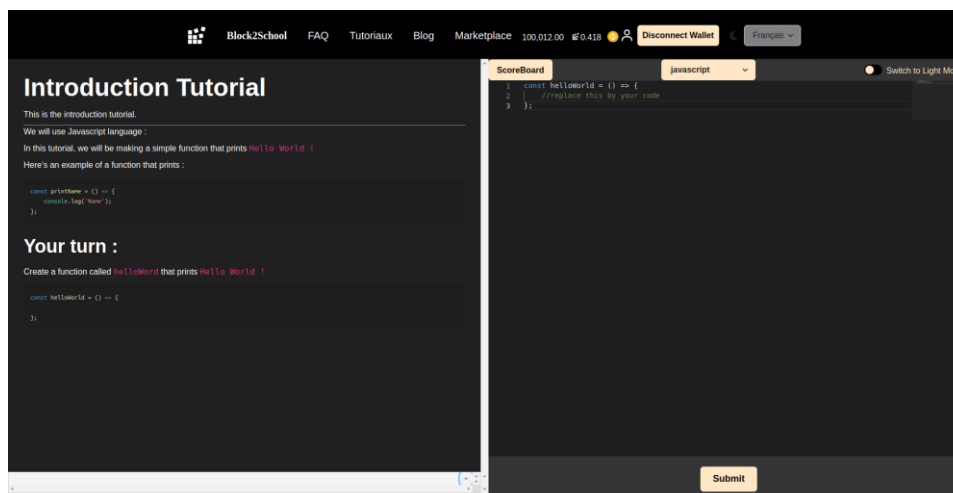 Block2School FAQ Tutoriaux Blog Marketplace 100,012.00 0.418 Disconnect Wallet Français
Introduction Tutorial
This is the introduction tutorial.
We will use Javascript language :
In this tutorial, we will be making a simple function that prints Hello World !
Here's an example of a function that prints :
const printName = () => {
console.log('Name');
};
Your turn :
Create a function called helloWord that prints Hello World !
const helloWorld = () => {
};
ScoreBoard javascript Switch to Light Mo
1 const helloWorld = () => {
2 //replace this by your code
3 };
Submit